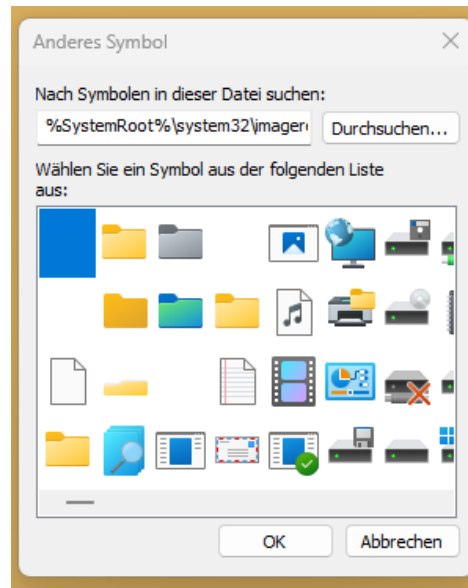 Anderes Symbol
Nach Symbolen in dieser Datei suchen:
%SystemRoot%\system32\imager
Durchsuchen...
Wählen Sie ein Symbol aus der folgenden Liste
aus:
OK
Abbrechen